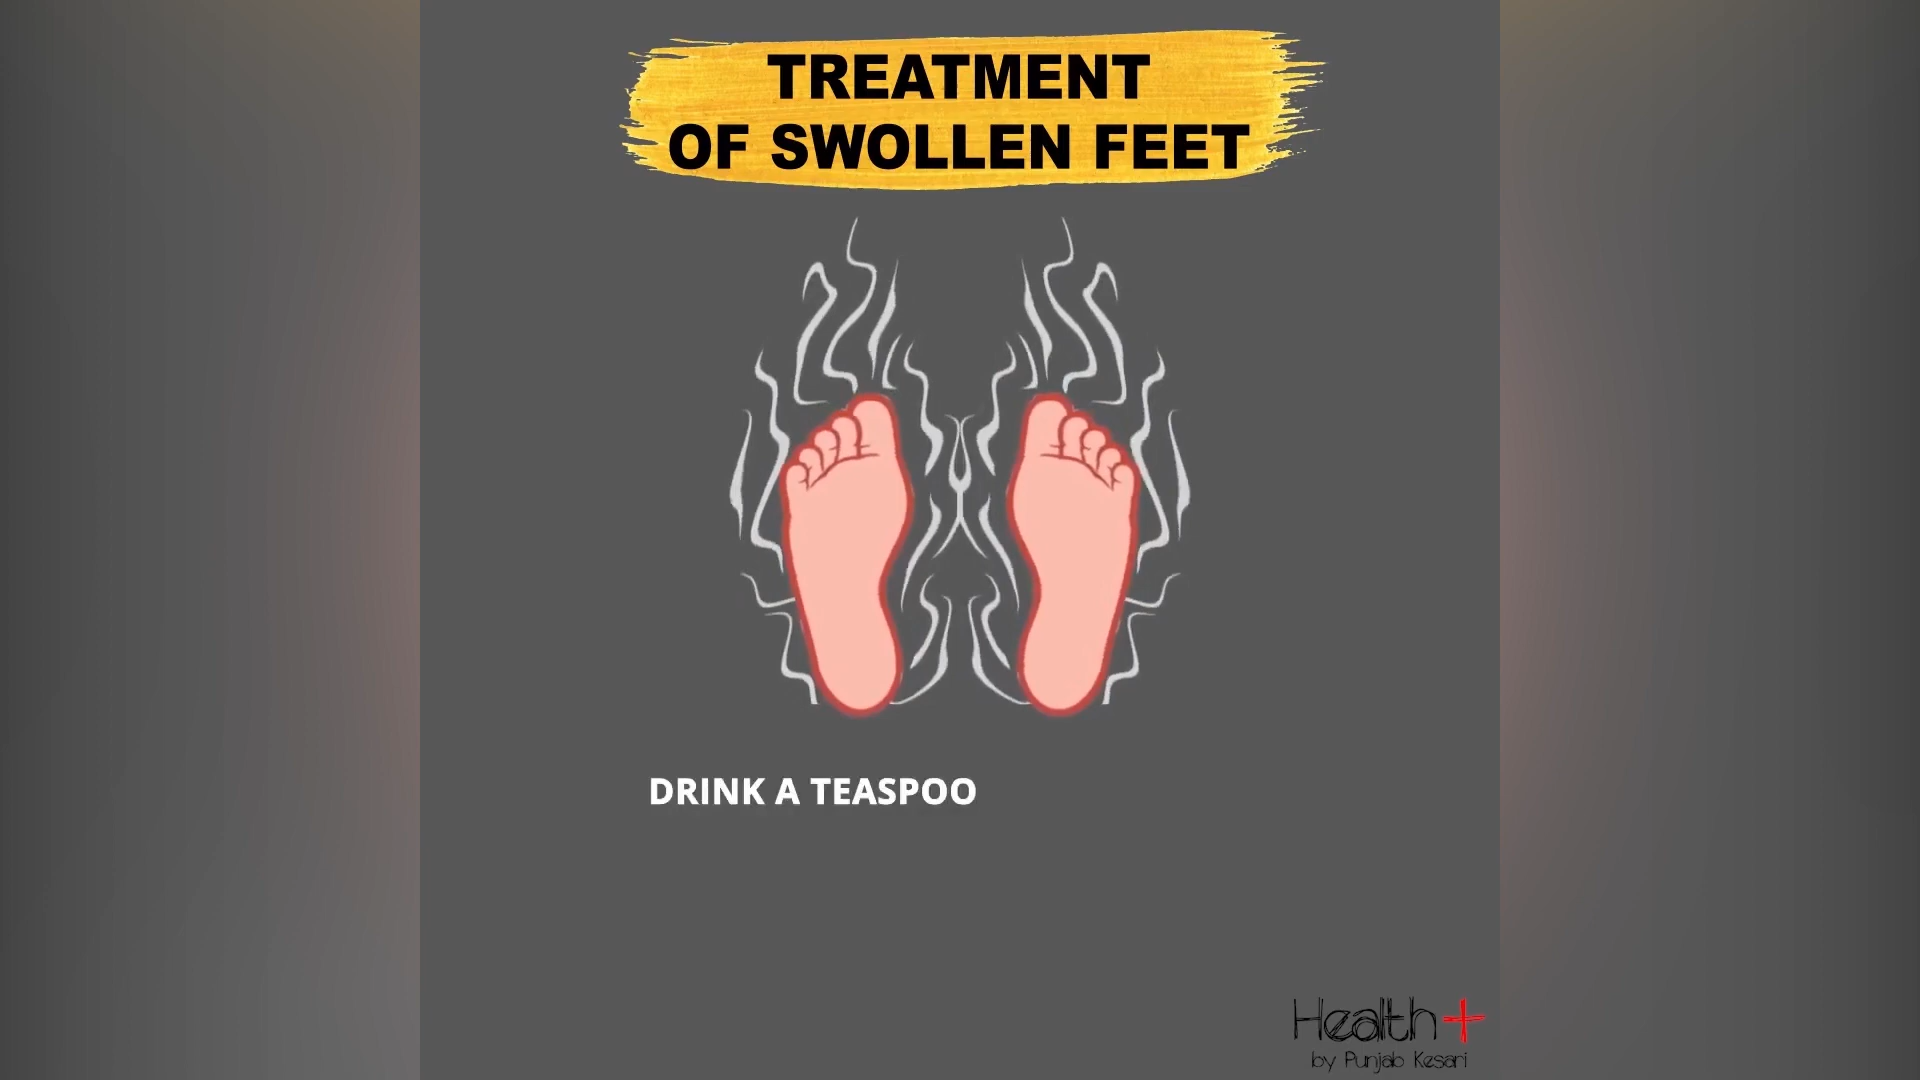 TREATMENT
OF SWOLLEN FEET
DRINK A TEASPOO
Health+
by Punjab Kesari